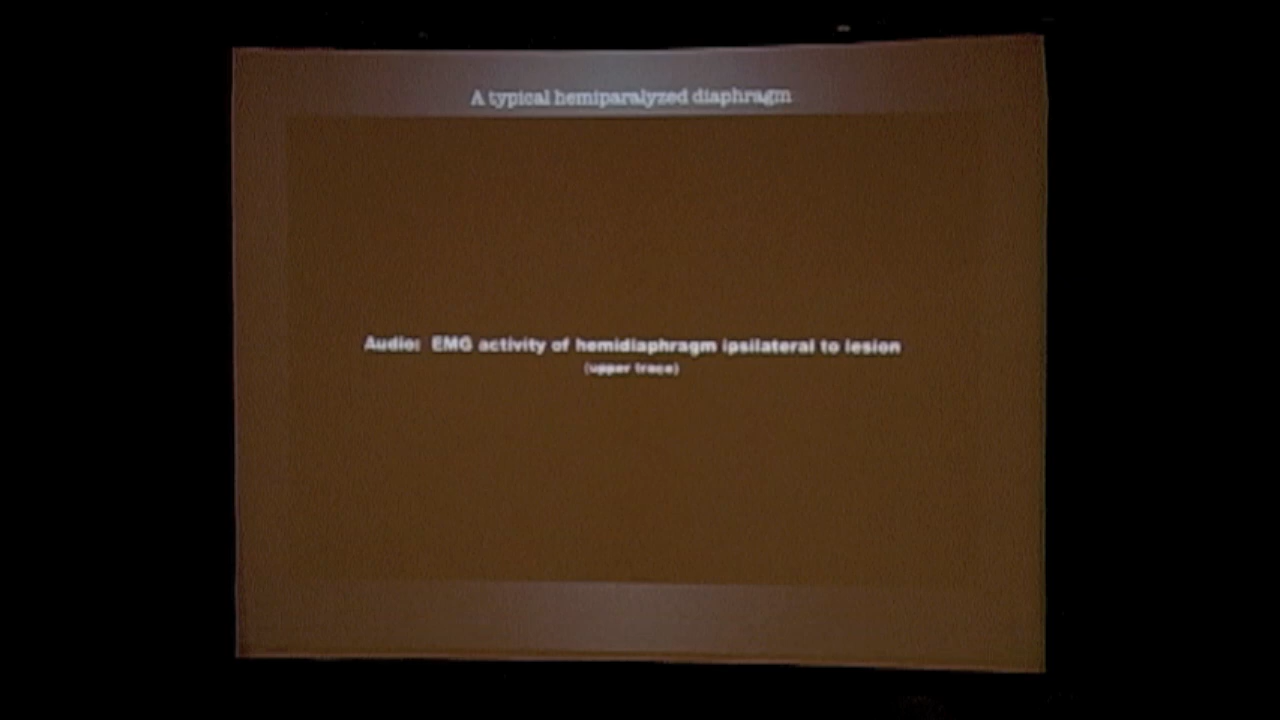 A typical hemiparalyzed diaphragm
Audio: EMG activity of hemidiaphragm ipsilateral to lesion
(upper trace)